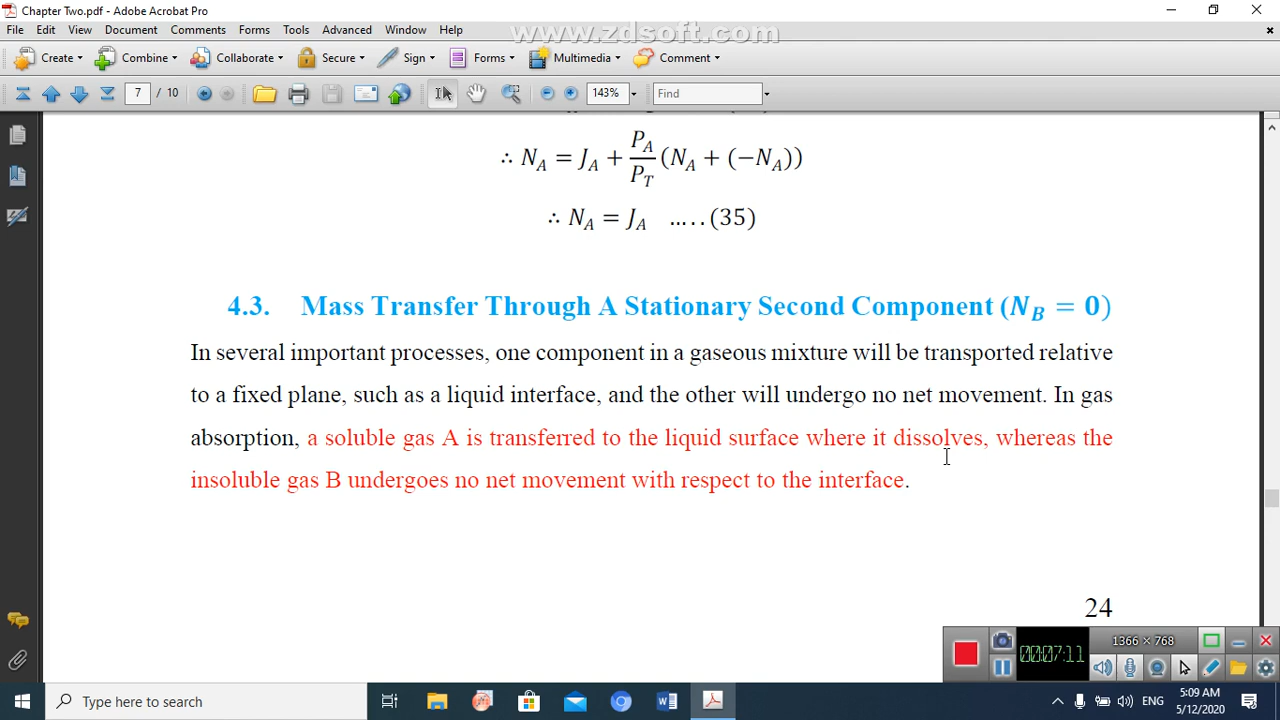 Chapter Two.pdf - Adobe Acrobat Pro
File Edit View Document Comments Forms Tools Advanced Window Help
www.zdsoft.com
Create Combine Collaborate Secure Sign Forms Multimedia Comment
7 / 10 143% Find
∴ N_A = J_A + P_A/P_T (N_A + (−N_A))
∴ N_A = J_A .....(35)
4.3. Mass Transfer Through A Stationary Second Component (N_B = 0)
In several important processes, one component in a gaseous mixture will be transported relative
to a fixed plane, such as a liquid interface, and the other will undergo no net movement. In gas
absorption, a soluble gas A is transferred to the liquid surface where it dissolves, whereas the
insoluble gas B undergoes no net movement with respect to the interface.
24
1366 × 768
00:07:11
Type here to search
ENG
5:09 AM
5/12/2020